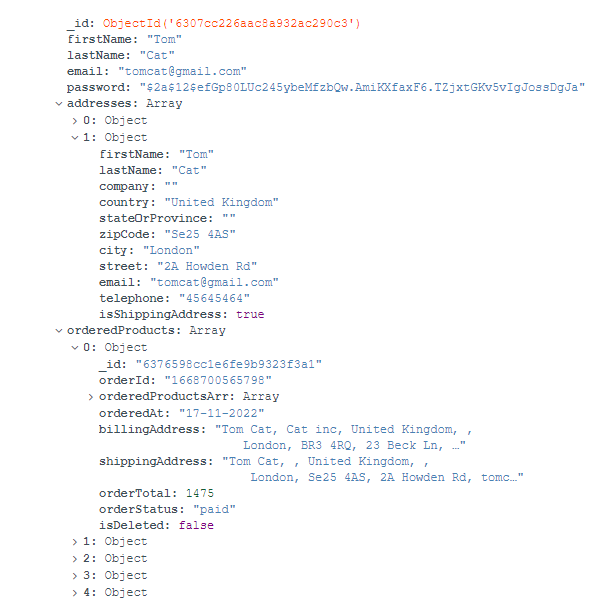 _id: ObjectId('6307cc226aac8a932ac290c3')
firstName: "Tom"
lastName: "Cat"
email: "tomcat@gmail.com"
password: "$2a$12$efGp80LUc245ybeMfzbQw.AmiKXfaxF6.TZjxtGKv5vIgJossDgJa"
addresses: Array
0: Object
1: Object
firstName: "Tom"
lastName: "Cat"
company: ""
country: "United Kingdom"
stateOrProvince: ""
zipCode: "Se25 4AS"
city: "London"
street: "2A Howden Rd"
email: "tomcat@gmail.com"
telephone: "45645464"
isShippingAddress: true
orderedProducts: Array
0: Object
_id: "6376598cc1e6fe9b9323f3a1"
orderId: "1668700565798"
orderedProductsArr: Array
orderedAt: "17-11-2022"
billingAddress: "Tom Cat, Cat inc, United Kingdom, ,
London, BR3 4RQ, 23 Beck Ln, …"
shippingAddress: "Tom Cat, , United Kingdom, ,
London, Se25 4AS, 2A Howden Rd, tomc…"
orderTotal: 1475
orderStatus: "paid"
isDeleted: false
1: Object
2: Object
3: Object
4: Object